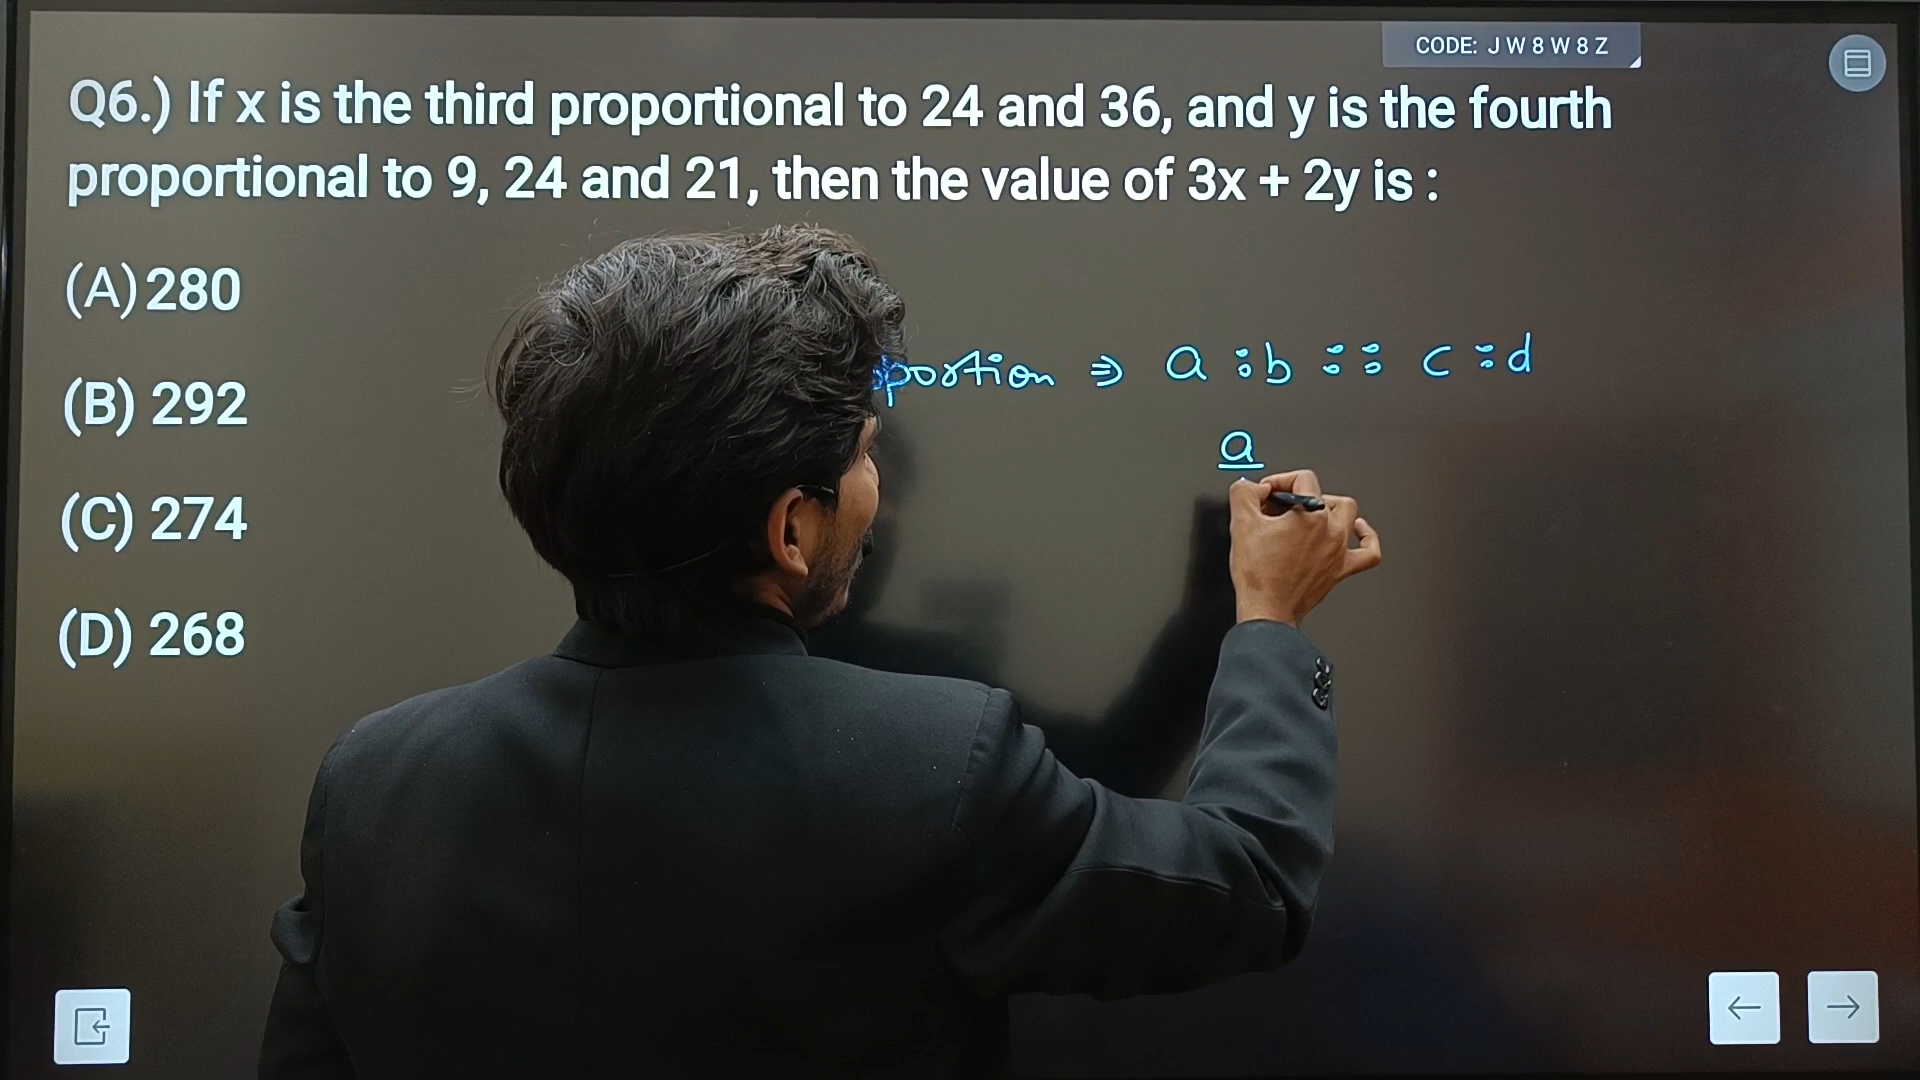 CODE: JW8W8Z
Q6.) If x is the third proportional to 24 and 36, and y is the fourth
proportional to 9, 24 and 21, then the value of 3x + 2y is :
(A) 280
(B) 292
(C) 274
(D) 268
⇒ a : b :: c : d
a